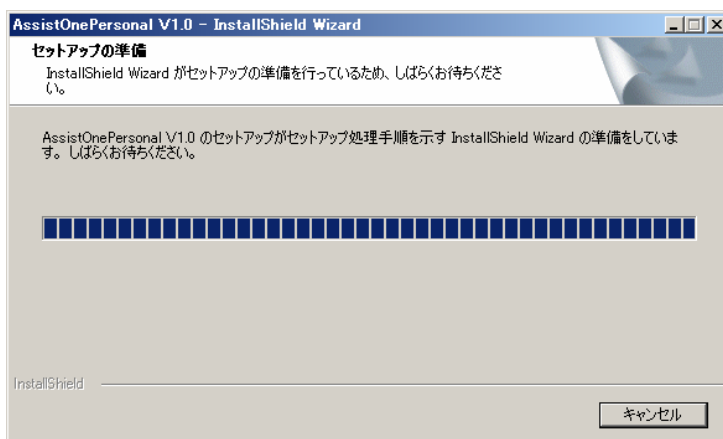 AssistOnePersonal V1.0 - InstallShield Wizard
セットアップの準備
InstallShield Wizard がセットアップの準備を行っているため、しばらくお待ちくださ
い。
AssistOnePersonal V1.0 のセットアップがセットアップ処理手順を示す InstallShield Wizard の準備をしていま
す。しばらくお待ちください。
InstallShield
キャンセル